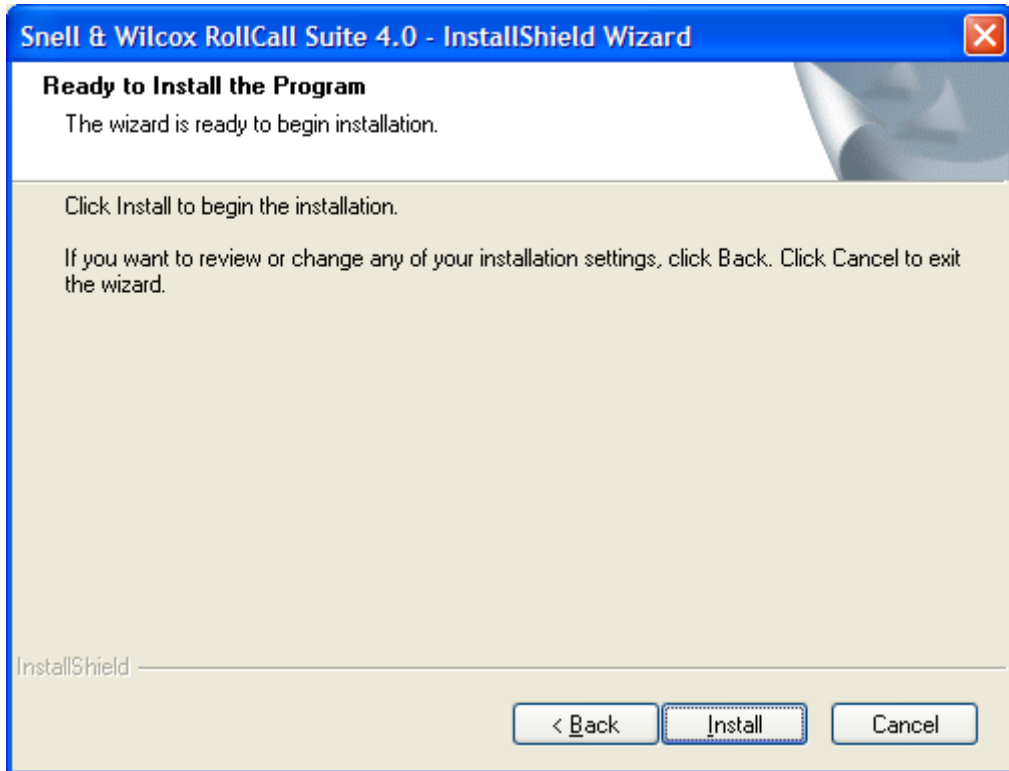 Snell & Wilcox RollCall Suite 4.0 - InstallShield Wizard
Ready to Install the Program
The wizard is ready to begin installation.
Click Install to begin the installation.
If you want to review or change any of your installation settings, click Back. Click Cancel to exit
the wizard.
InstallShield
< Back Install Cancel